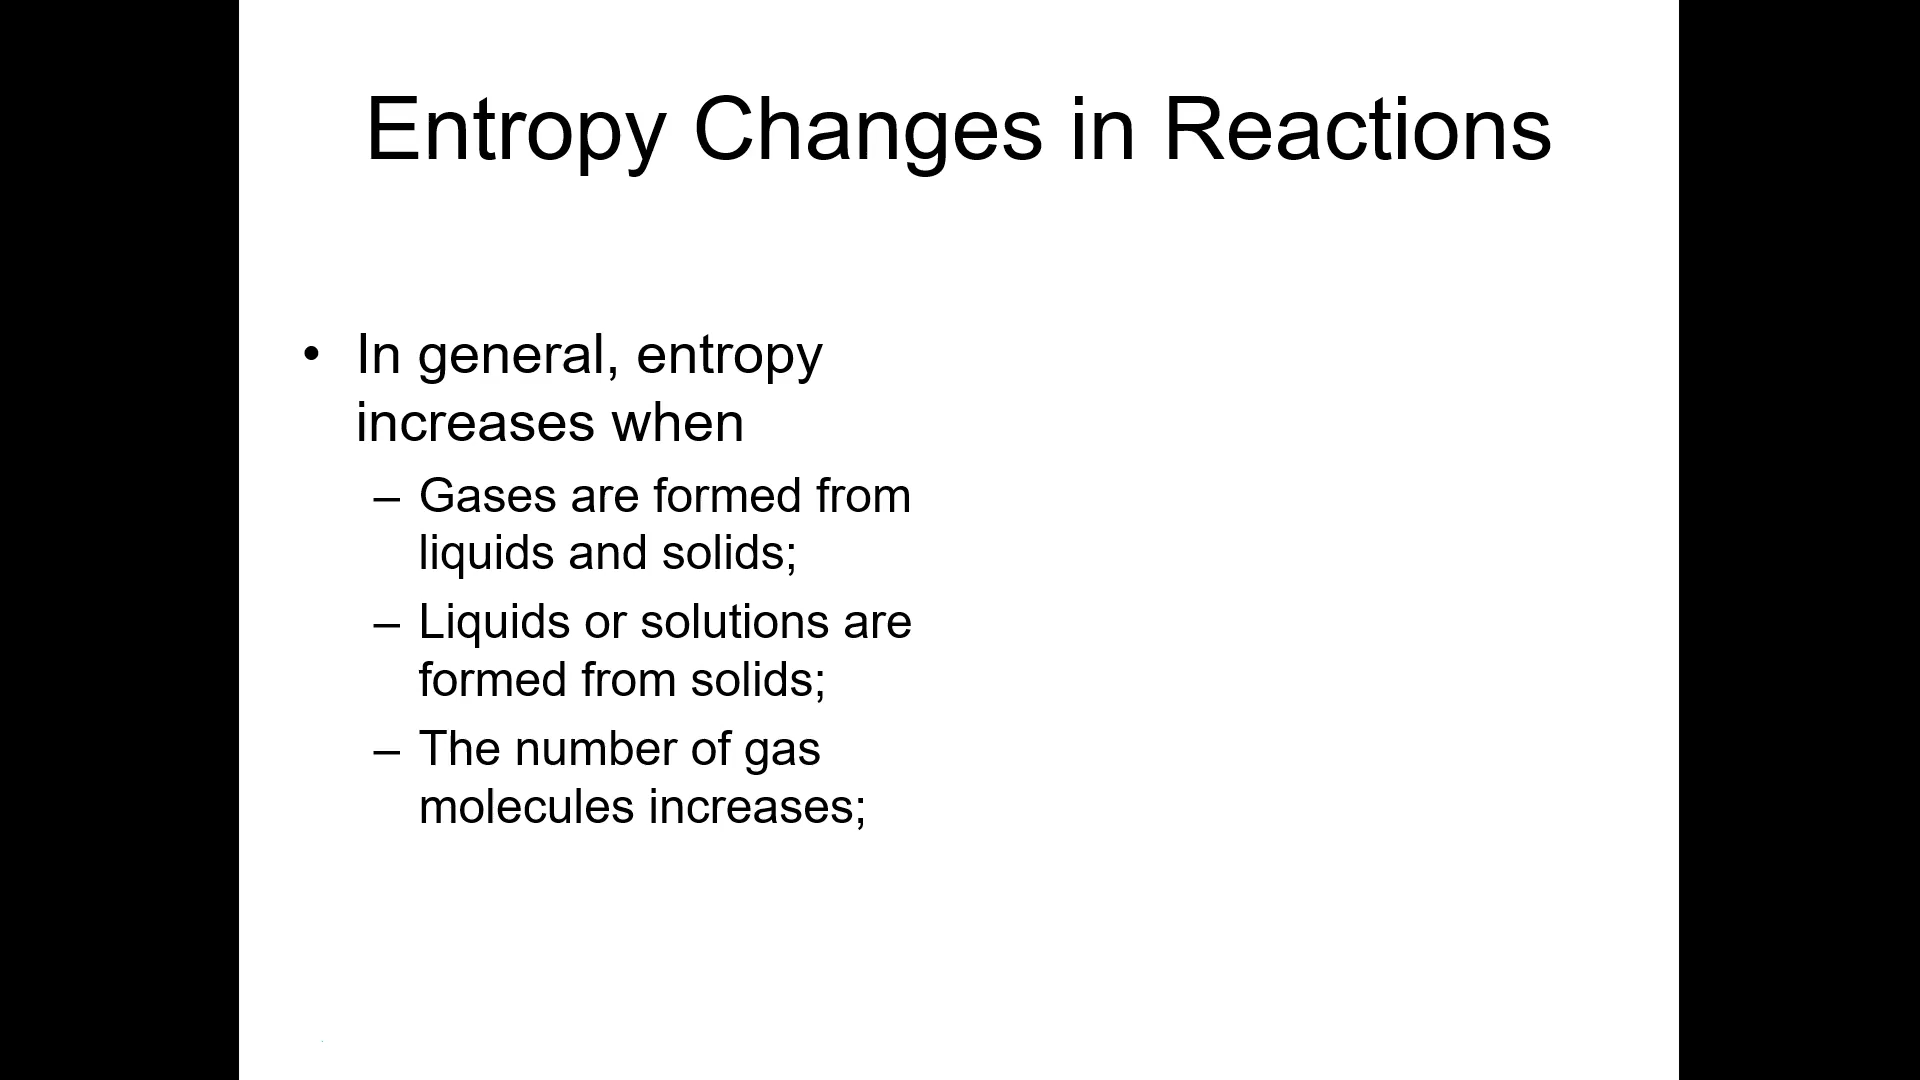 Entropy Changes in Reactions
• In general, entropy
increases when
– Gases are formed from
liquids and solids;
– Liquids or solutions are
formed from solids;
– The number of gas
molecules increases;